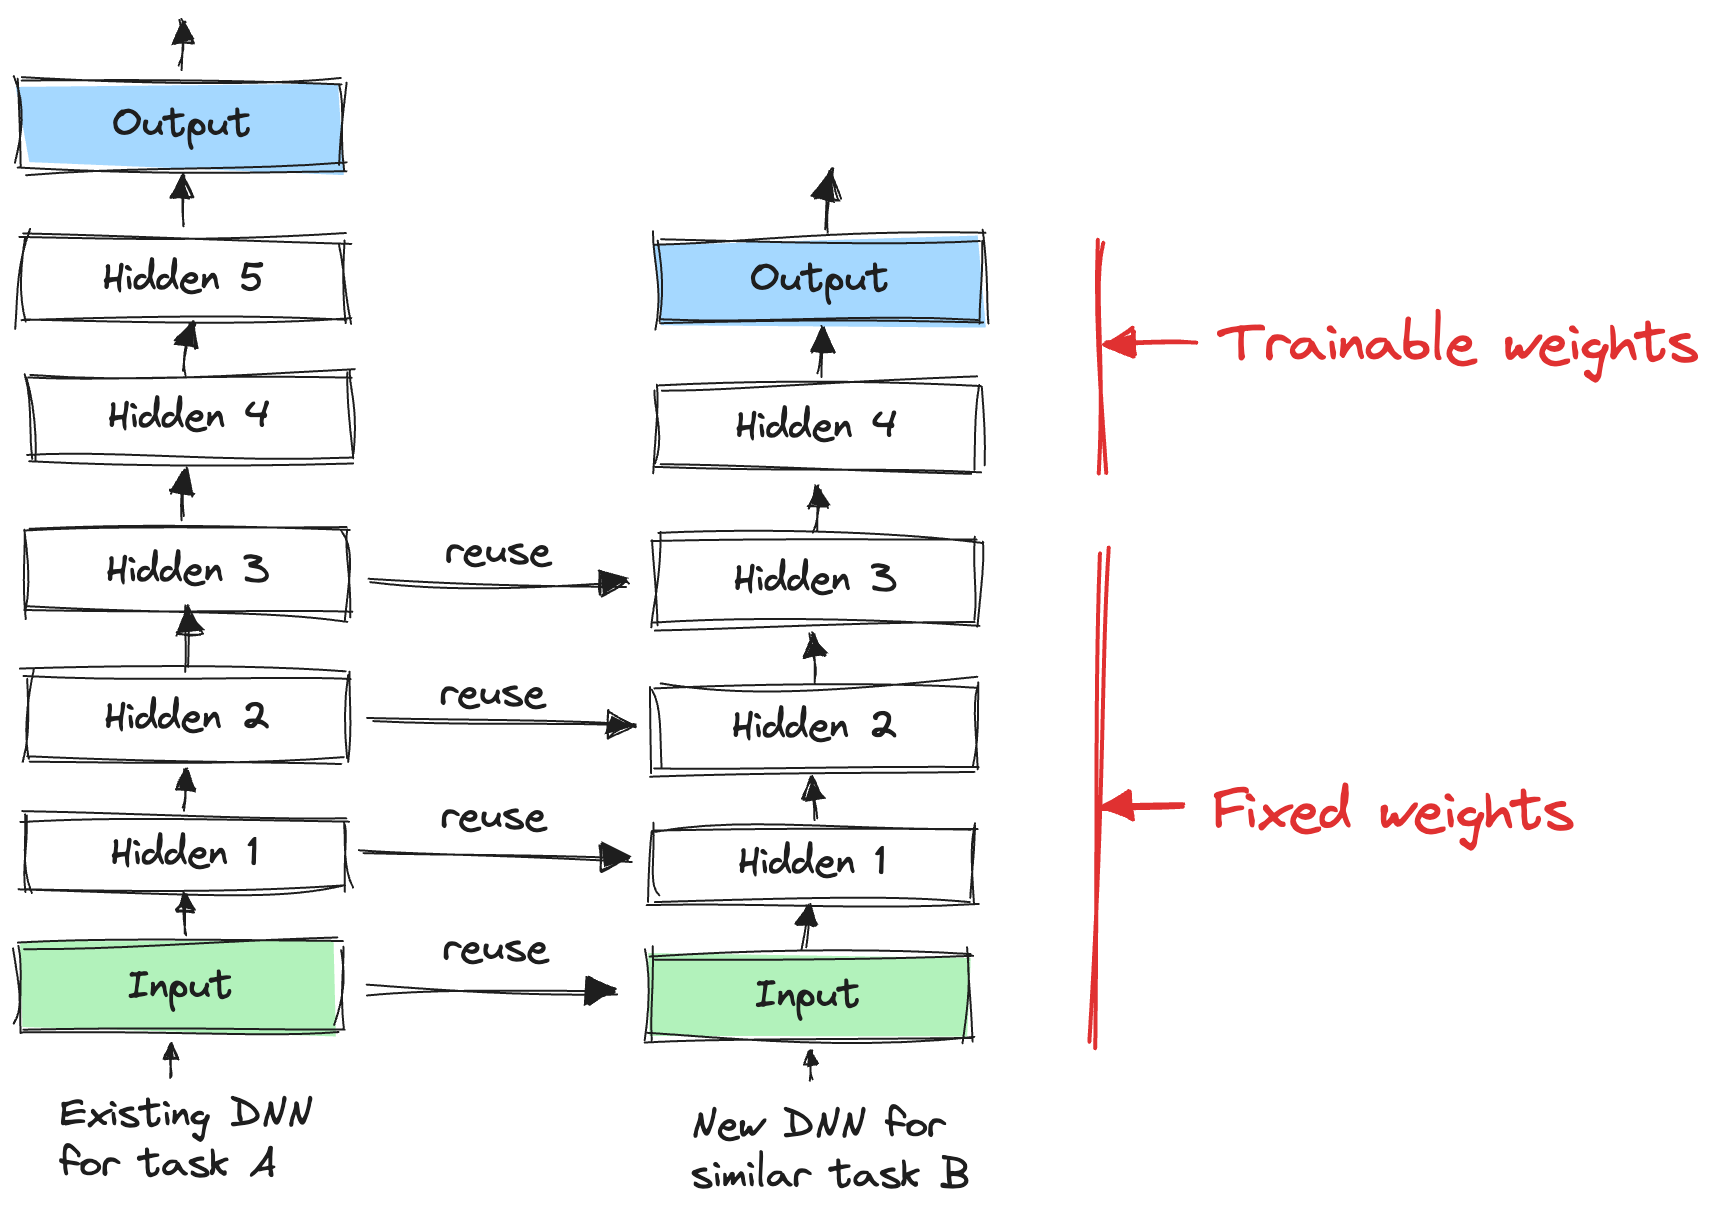 Output
Hidden 5
Hidden 4
Hidden 3
Hidden 2
Hidden 1
Input
Existing DNN
for task A
reuse
reuse
reuse
reuse
Output
Hidden 4
Hidden 3
Hidden 2
Hidden 1
Input
New DNN for
similar task B
Trainable weights
Fixed weights